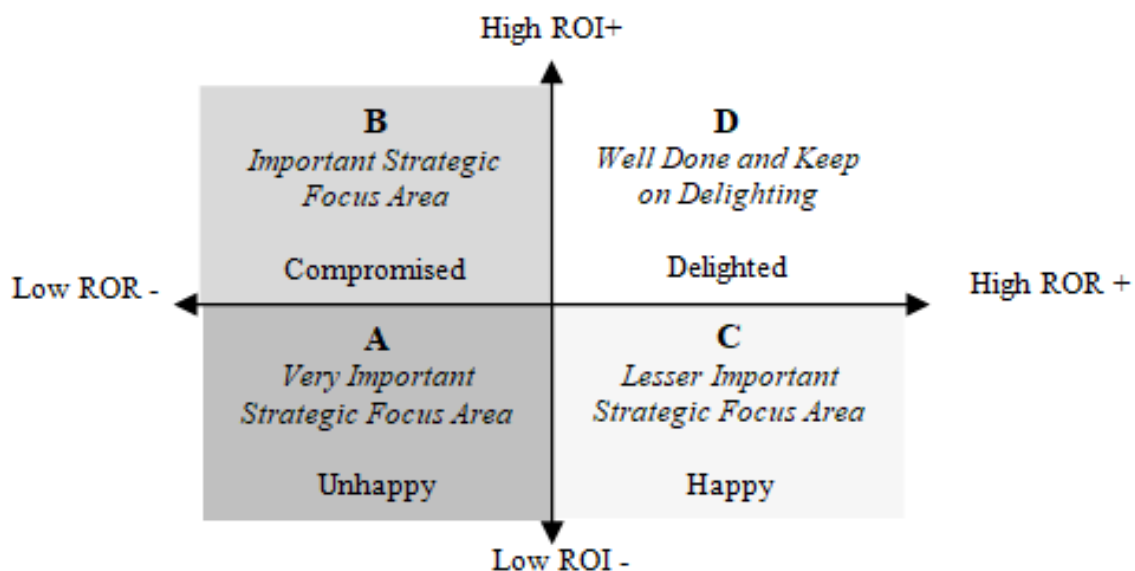 High ROI+
B
Important Strategic
Focus Area
Compromised
D
Well Done and Keep
on Delighting
Delighted
Low ROR -
High ROR +
A
Very Important
Strategic Focus Area
Unhappy
C
Lesser Important
Strategic Focus Area
Happy
Low ROI -